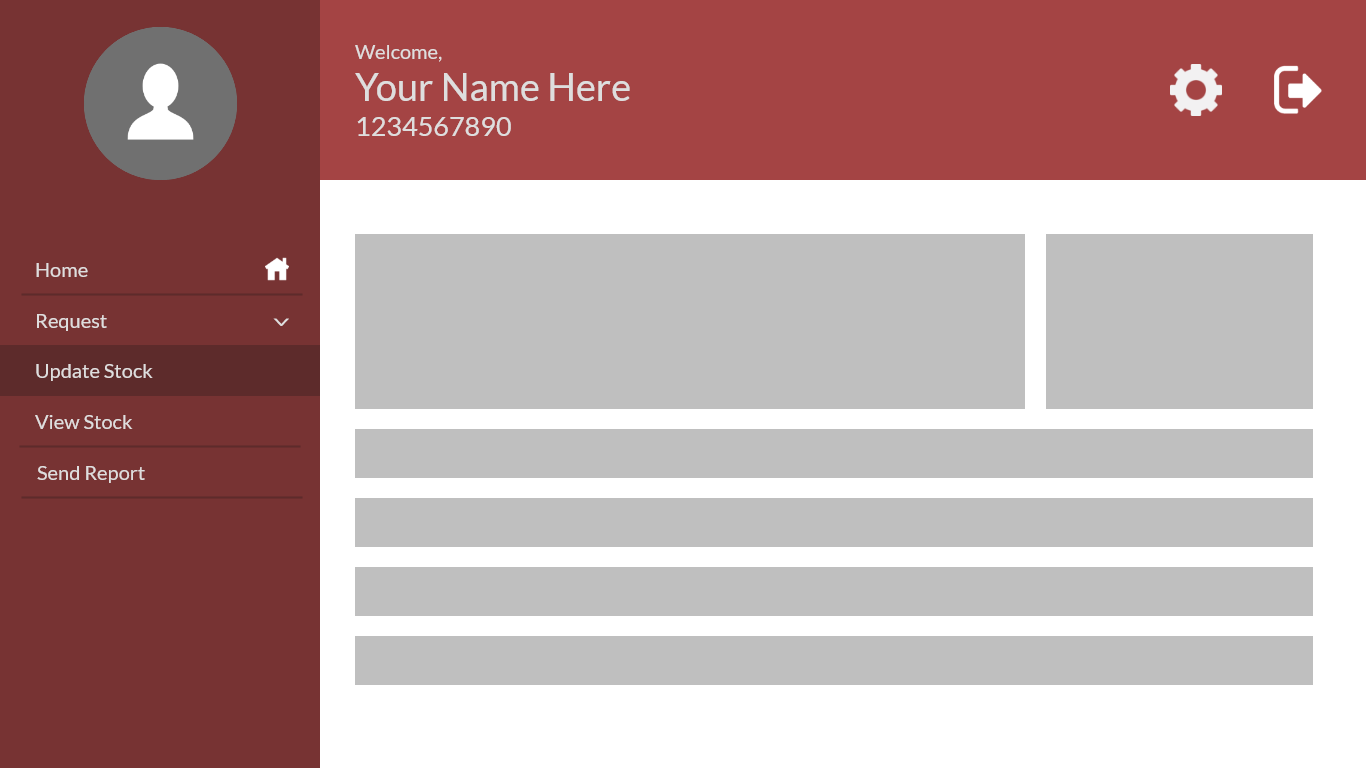 Welcome,
Your Name Here
1234567890
Home
Request
Update Stock
View Stock
Send Report